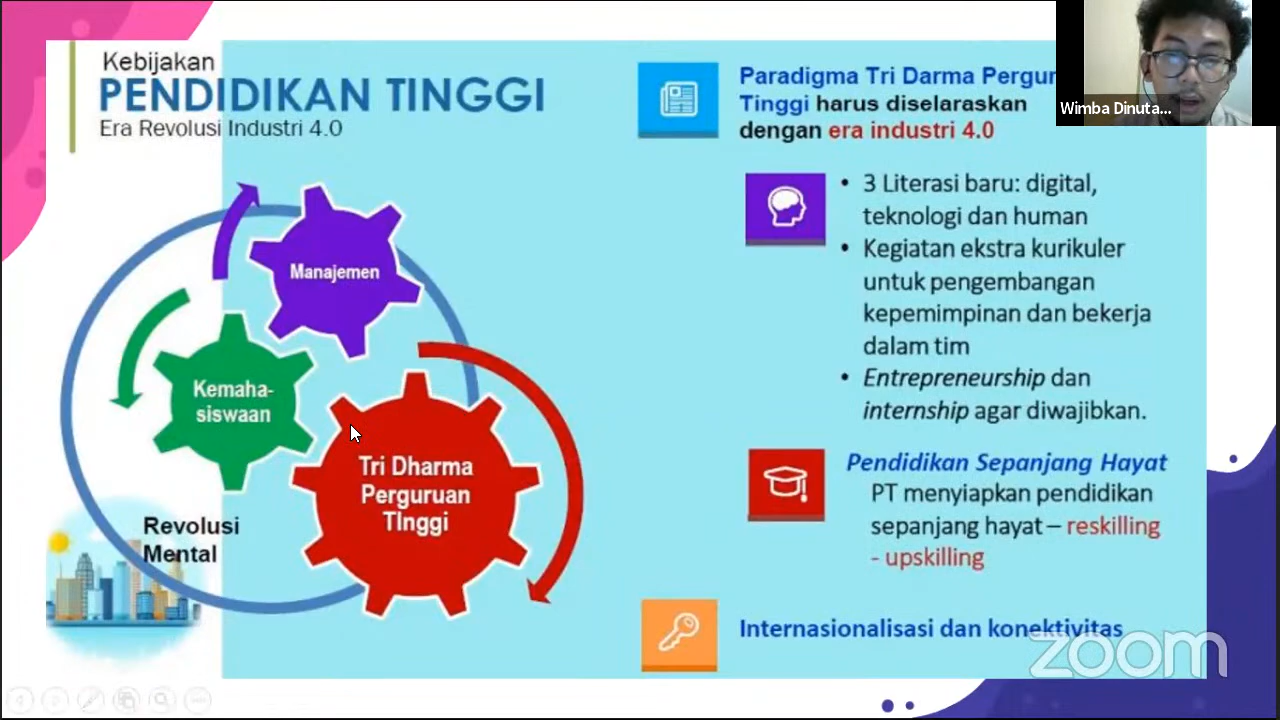 Kebijakan
PENDIDIKAN TINGGI
Era Revolusi Industri 4.0
Manajemen
Kemaha-
siswaan
Tri Dharma
Perguruan
TInggi
Revolusi
Mental
Paradigma Tri Darma
Tinggi harus diselaraskan
dengan era industri 4.0
• 3 Literasi baru: digital,
teknologi dan human
• Kegiatan ekstra kurikuler
untuk pengembangan
kepemimpinan dan bekerja
dalam tim
• Entrepreneurship dan
internship agar diwajibkan.
Pendidikan Sepanjang Hayat
PT menyiapkan pendidikan
sepanjang hayat – reskilling
- upskilling
Internasionalisasi dan konektivitas
Wimba Dinuta...
zoom